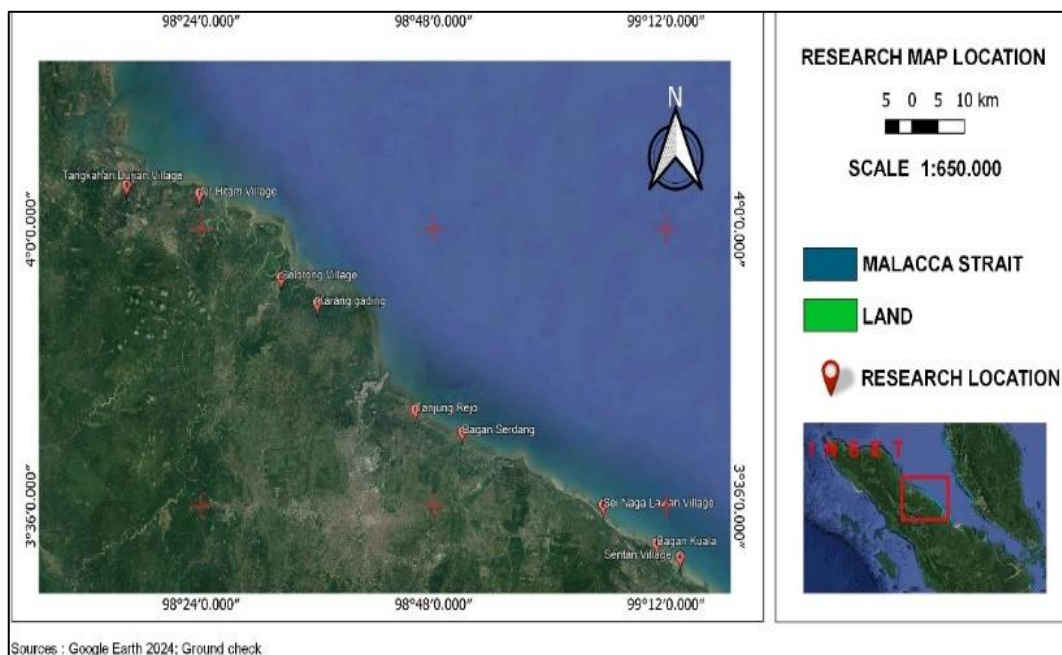 98°24'0.000"
98°48'0.000"
99°12'0.000"
N
Tangkahan Durian Village
Air Hitam Village
4°0'0.000"
4°0'0.000"
Selotong Village
Karang gading
Tanjung Rejo
Bagan Serdang
3°36'0.000"
3°36'0.000"
Sei Naga Lawan Village
Bagan Kuala
Sentan Village
98°24'0.000"
98°48'0.000"
99°12'0.000"
RESEARCH MAP LOCATION
5 0 5 10 km
SCALE 1:650.000
MALACCA STRAIT
LAND
RESEARCH LOCATION
INSET
Sources : Google Earth 2024; Ground check